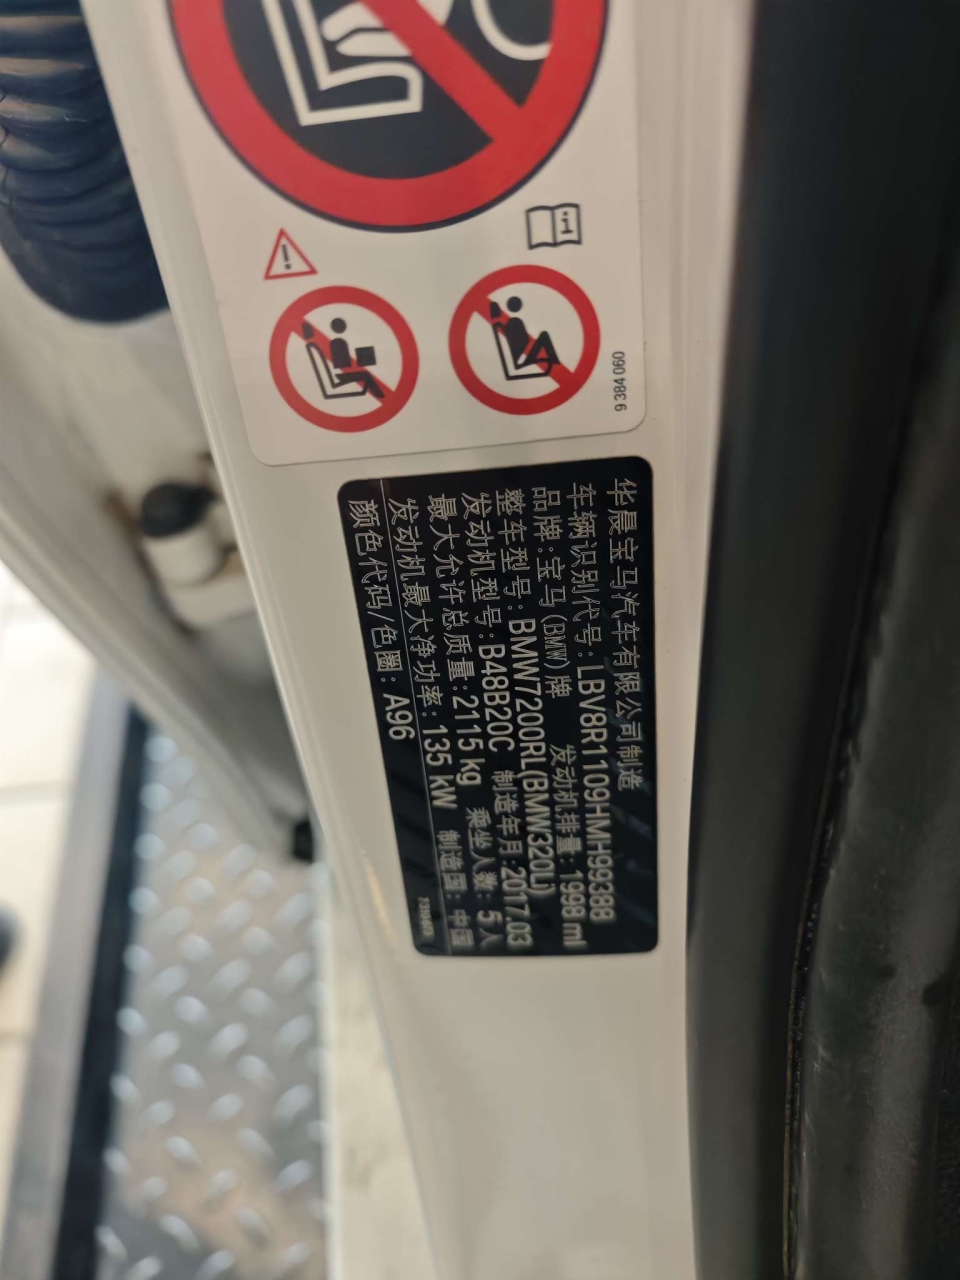 9 384 060
华晨宝马汽车有限公司制造
车辆识别代号: LBV8R1109HMH99388
品牌:宝马(BMW)牌 发动机排量: 1998 ml
整车型号: BMW7200RL(BMW320Li)
发动机型号: B48B20C 制造年月:2017.03
最大允许总质量:2115 kg 乘坐人数: 5人
发动机最大净功率: 135 kW 制造国: 中国
颜色代码/色圈: A96